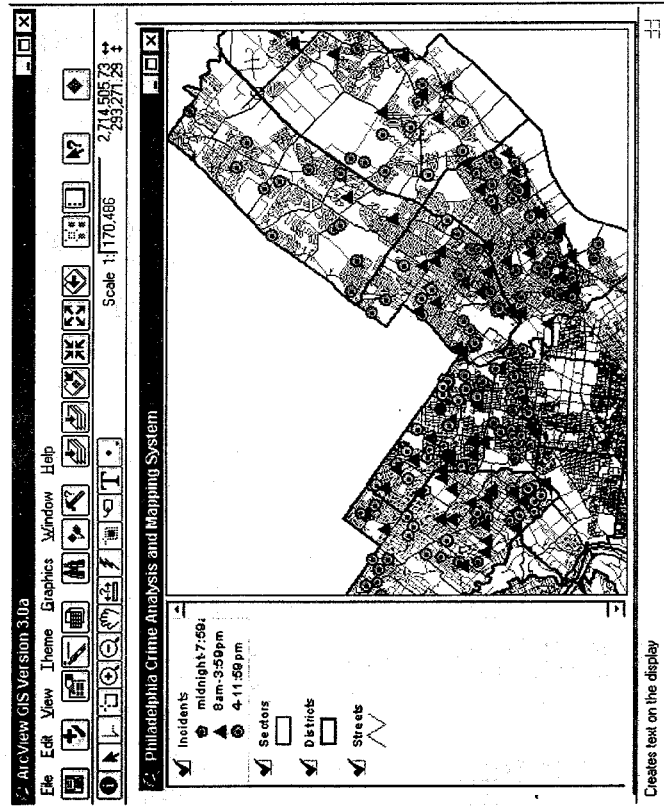 ArcView GIS Version 3.0a
File Edit View Theme Graphics Window Help
Scale 1: 170,486
2,714,505.73
293,271.29
Philadelphia Crime Analysis and Mapping System
Incidents
midnight-7:59a
8am-3:59pm
4-11:59pm
Sectors
Districts
Streets
Creates text on the display